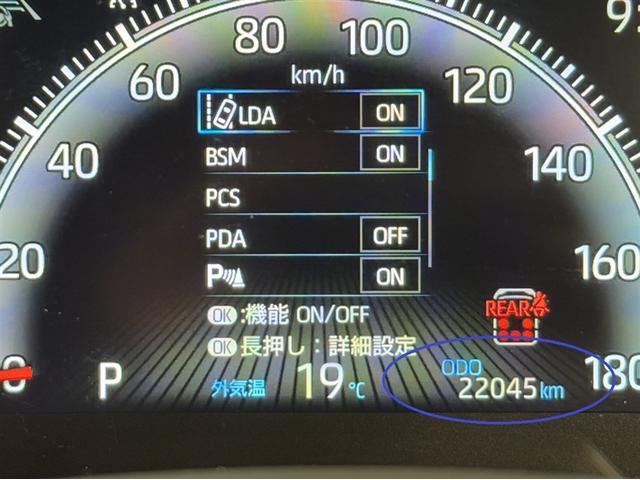 80 100
km/h
60 120
LDA ON
40 140
BSM ON
PCS
PDA OFF
20 160
P ON
REAR
OK:機能 ON/OFF
OK長押し:詳細設定
ODO
0 P 外気温 19℃ 22045km 180